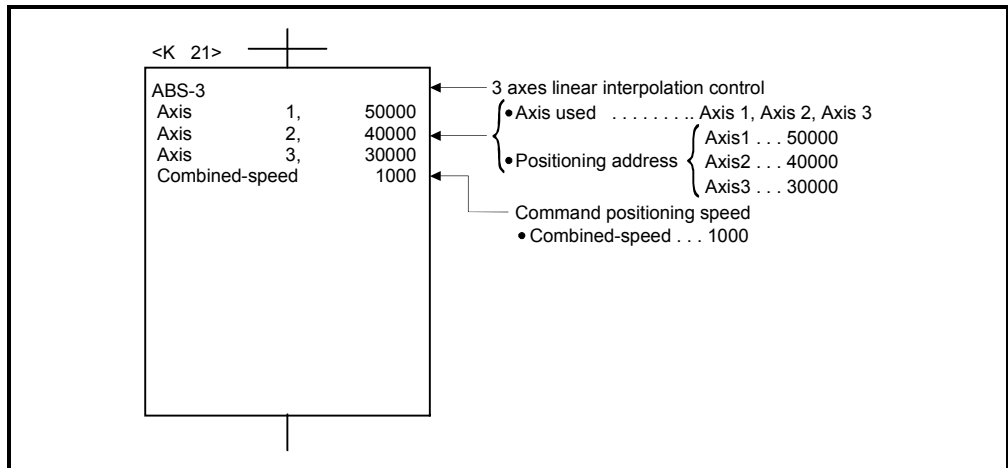 <K 21>
ABS-3
Axis 1, 50000
Axis 2, 40000
Axis 3, 30000
Combined-speed 1000
3 axes linear interpolation control
•Axis used . . . . . . . .. Axis 1, Axis 2, Axis 3
•Positioning address
Axis1 . . . 50000
Axis2 . . . 40000
Axis3 . . . 30000
Command positioning speed
• Combined-speed . . . 1000